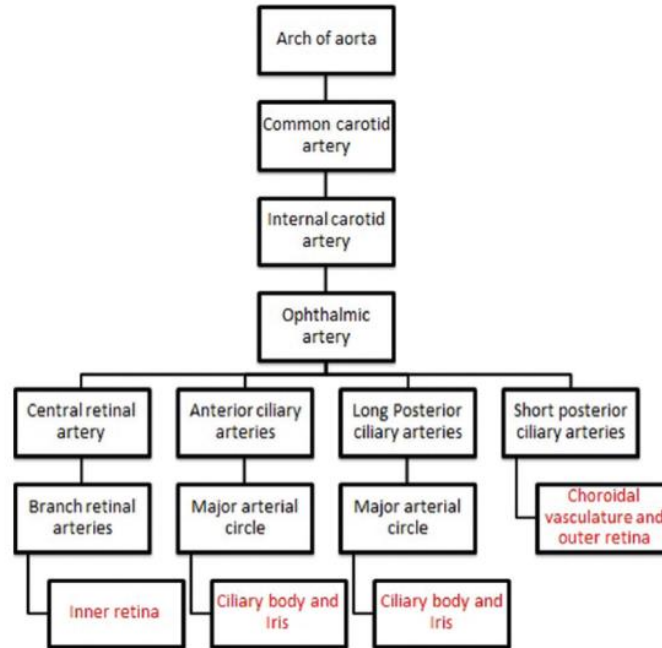 Arch of aorta
Common carotid
artery
Internal carotid
artery
Ophthalmic
artery
Central retinal
artery
Anterior ciliary
arteries
Long Posterior
ciliary arteries
Short posterior
ciliary arteries
Branch retinal
arteries
Major arterial
circle
Major arterial
circle
Choroidal
vasculature and
outer retina
Inner retina
Ciliary body and
Iris
Ciliary body and
Iris